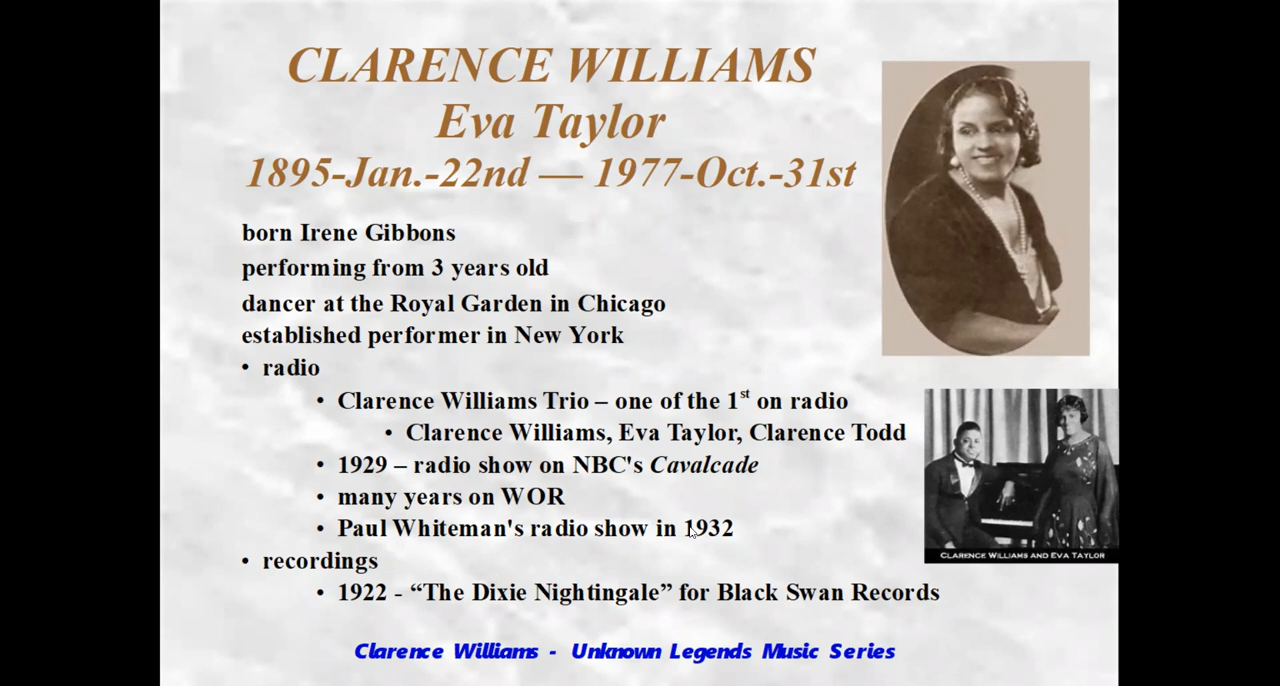 CLARENCE WILLIAMS
Eva Taylor
1895-Jan.-22nd — 1977-Oct.-31st
born Irene Gibbons
performing from 3 years old
dancer at the Royal Garden in Chicago
established performer in New York
• radio
• Clarence Williams Trio – one of the 1st on radio
• Clarence Williams, Eva Taylor, Clarence Todd
• 1929 – radio show on NBC's Cavalcade
• many years on WOR
• Paul Whiteman's radio show in 1932
• recordings
• 1922 - “The Dixie Nightingale” for Black Swan Records
CLARENCE WILLIAMS AND EVA TAYLOR
Clarence Williams - Unknown Legends Music Series